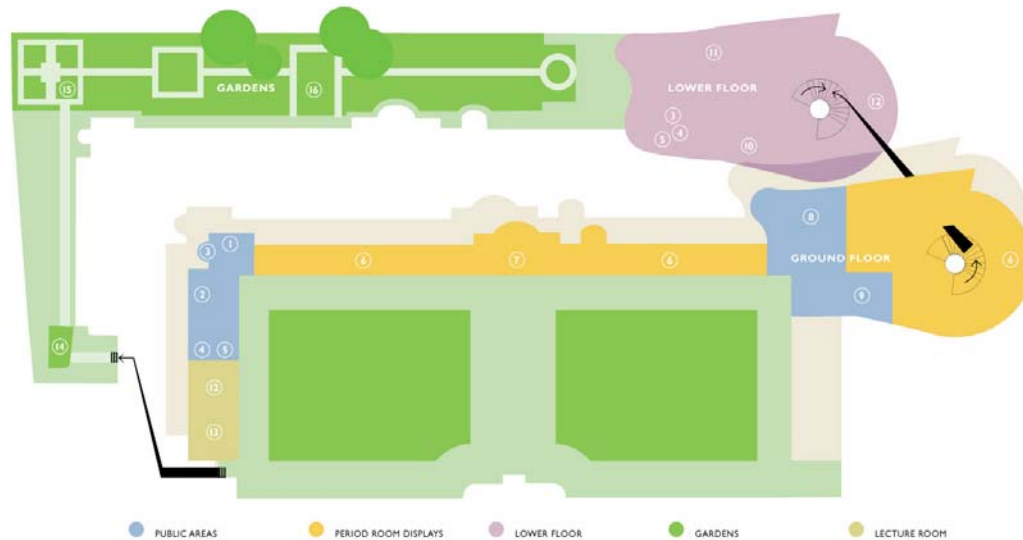 11
LOWER FLOOR
12
15
GARDENS
16
3
4
5
10
8
1
3
6
7
6
GROUND FLOOR
6
2
9
14
4
5
12
13
PUBLIC AREAS
PERIOD ROOM DISPLAYS
LOWER FLOOR
GARDENS
LECTURE ROOM